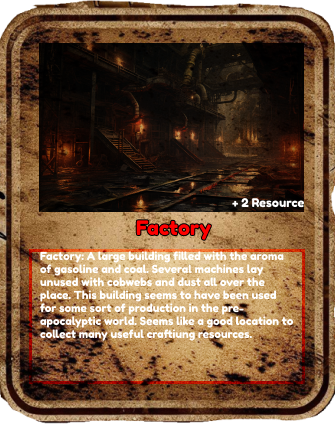 + 2 Resource
Factory
Factory: A large building filled with the aroma
of gasoline and coal. Several machines lay
unused with cobwebs and dust all over the
place. This building seems to have been used
for some sort of production in the pre-
apocalyptic world. Seems like a good location to
collect many useful craftiung resources.